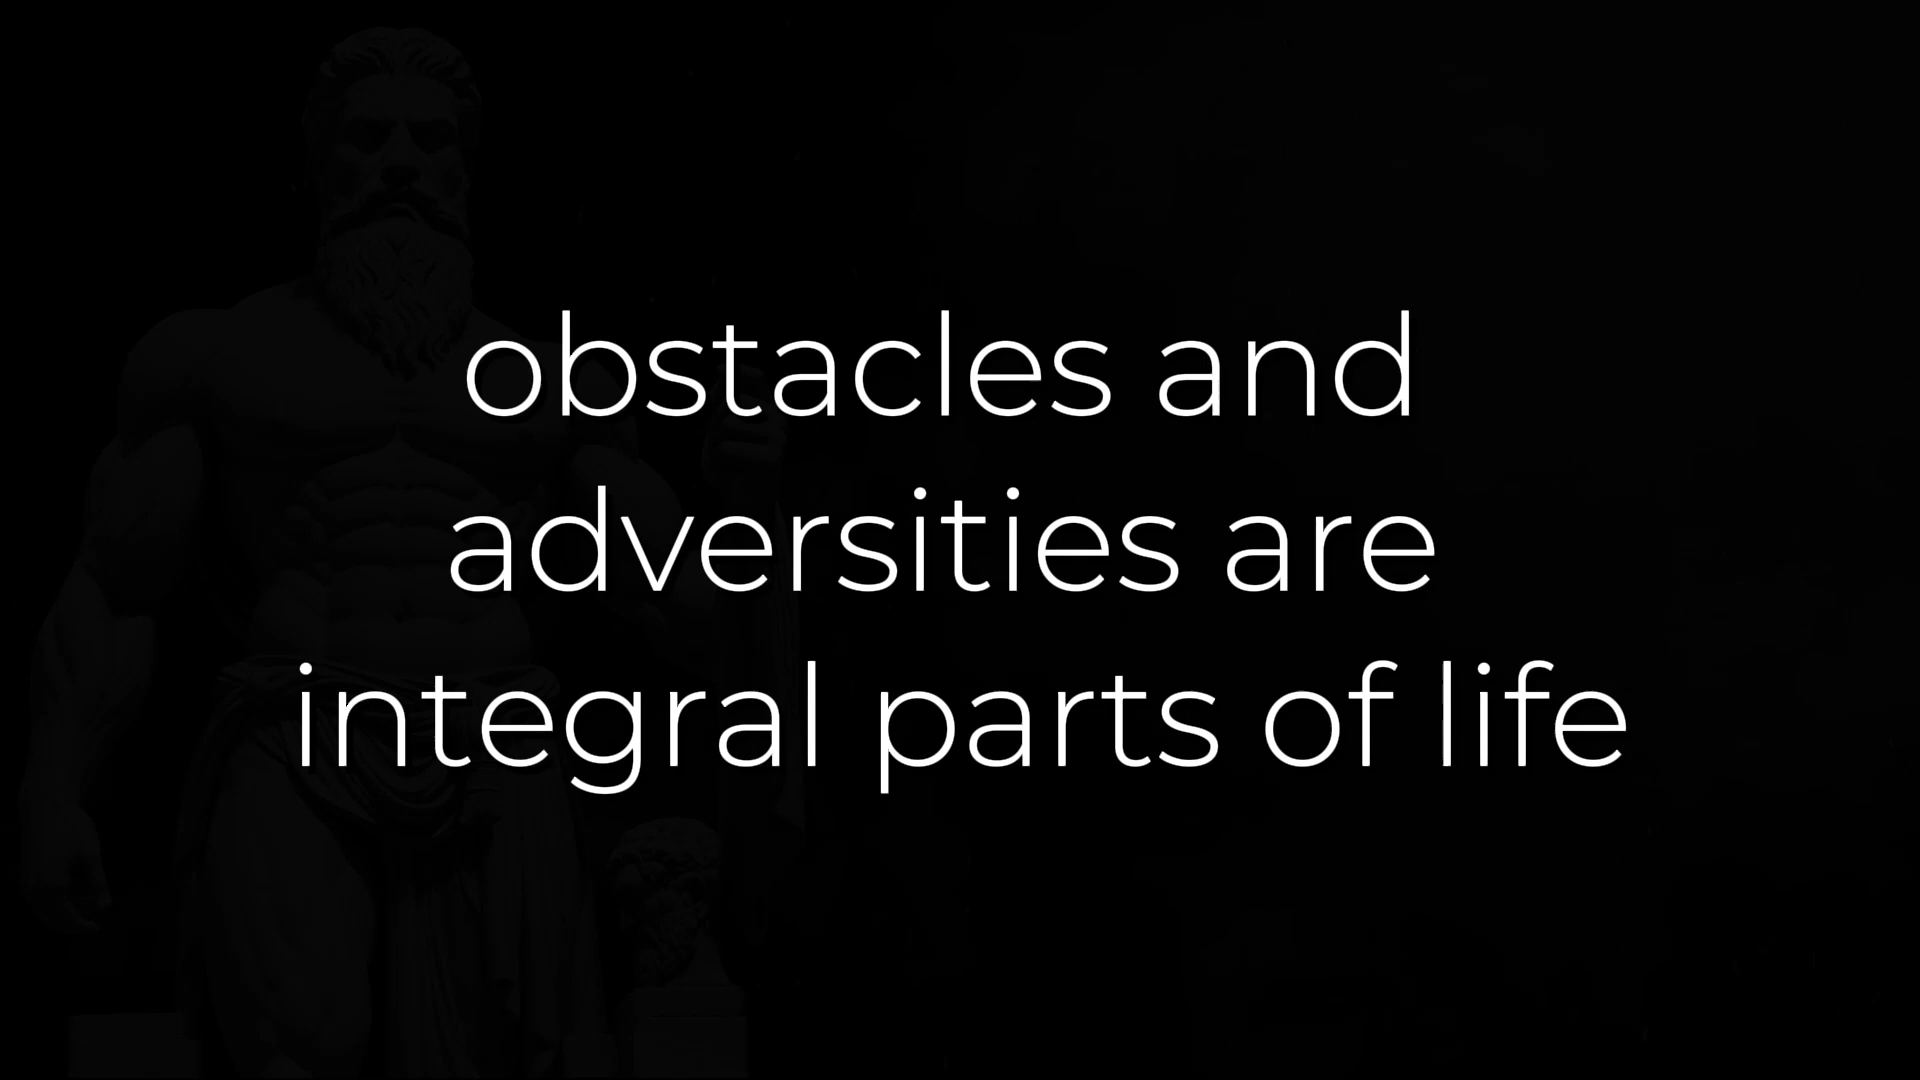 obstacles and
adversities are
integral parts of life